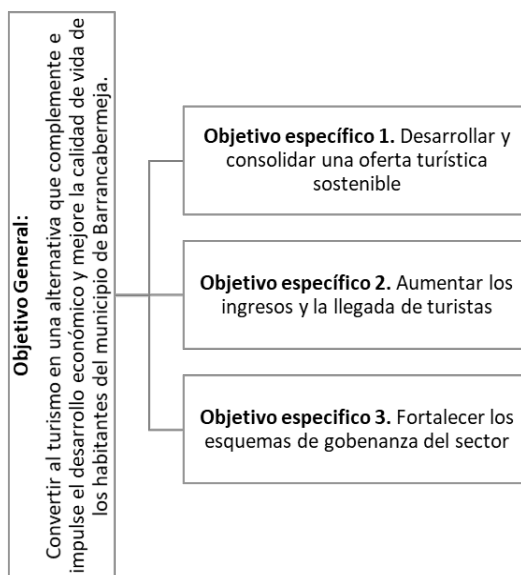 Objetivo General:
Convertir al turismo en una alternativa que complemente e
impulse el desarrollo económico y mejore la calidad de vida de
los habitantes del municipio de Barrancabermeja.
Objetivo específico 1. Desarrollar y
consolidar una oferta turística
sostenible
Objetivo específico 2. Aumentar los
ingresos y la llegada de turistas
Objetivo especifico 3. Fortalecer los
esquemas de gobenanza del sector